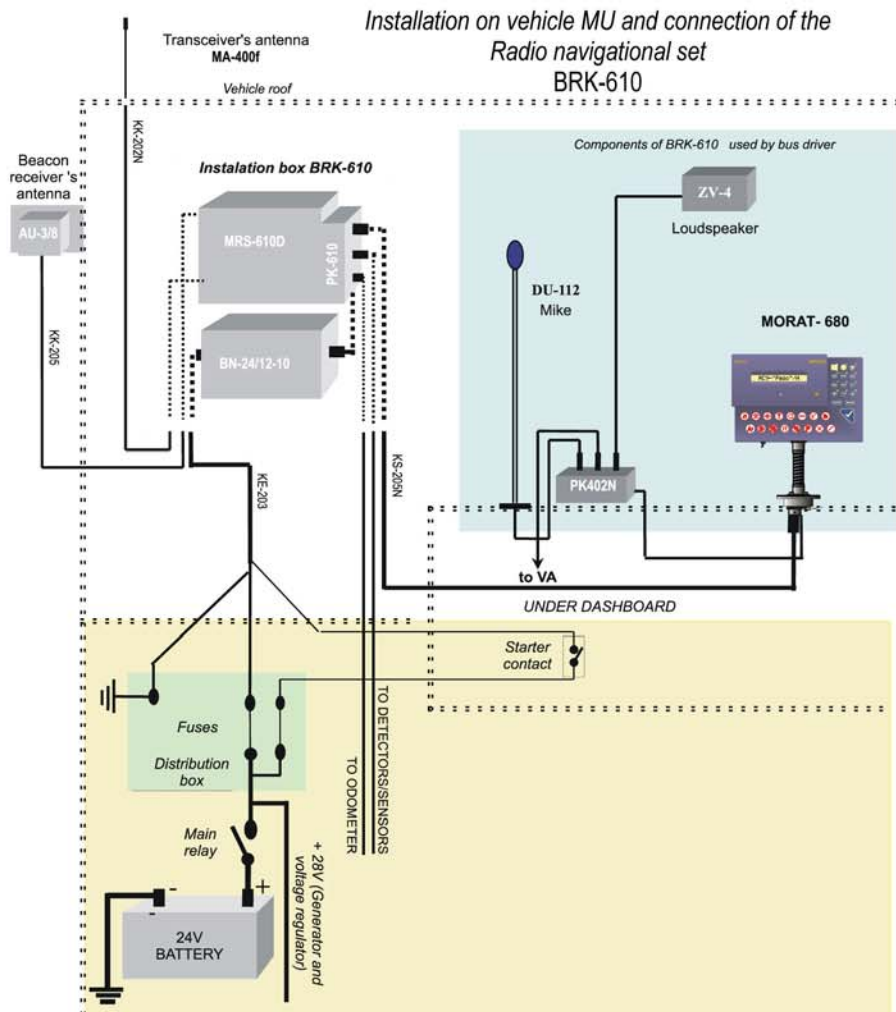 Installation on vehicle MU and connection of the
Radio navigational set
BRK-610
Transceiver's antenna
MA-400f
Vehicle roof
KK-202N
Beacon
receiver 's
antenna
AU-3/8
KK-205
Instalation box BRK-610
MRS-610D
PK-610
BN-24/12-10
KE-203
KS-205N
Components of BRK-610 used by bus driver
ZV-4
Loudspeaker
DU-112
Mike
MORAT- 680
PK402N
to VA
UNDER DASHBOARD
Starter
contact
Fuses
Distribution
box
TO ODOMETER
TO DETECTORS/SENSORS
Main
relay
+ 28V (Generator and
voltage regulator)
-
+
-
24V
BATTERY